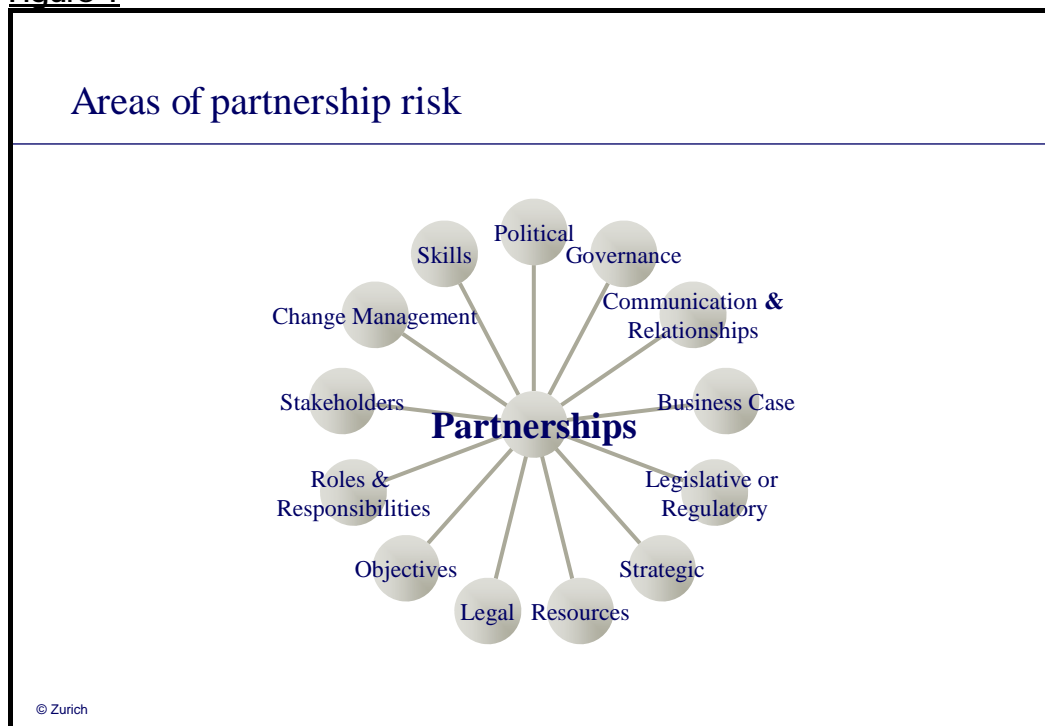 Areas of partnership risk
Political
Skills
Governance
Communication &
Relationships
Change Management
Stakeholders
Business Case
Partnerships
Roles &
Responsibilities
Legislative or
Regulatory
Objectives
Strategic
Legal
Resources
© Zurich